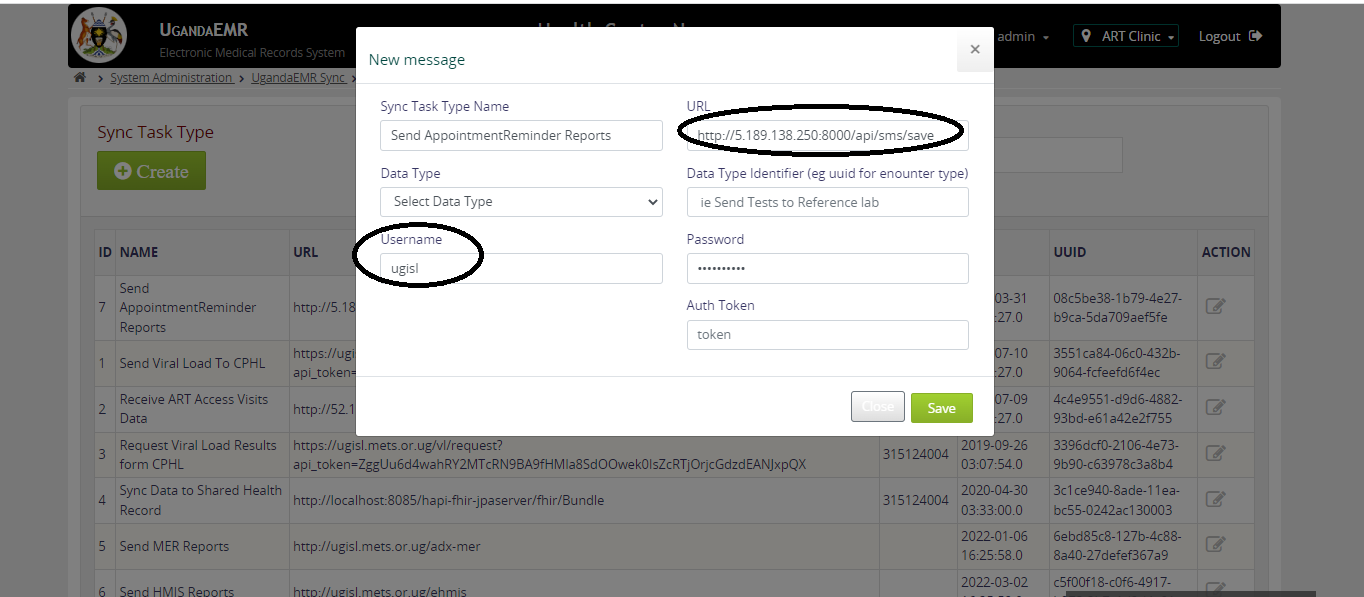 UGANDAEMR
Electronic Medical Records System
admin
ART Clinic
Logout
System Administration > UgandaEMR Sync >
New message
×
Sync Task Type Name
URL
Send AppointmentReminder Reports
http://5.189.138.250:8000/api/sms/save
Data Type
Data Type Identifier (eg uuid for enounter type)
Select Data Type
ie Send Tests to Reference lab
Username
Password
ugisl
••••••••••
Auth Token
token
Close
Save
Sync Task Type
Create
ID NAME URL UUID ACTION
7 Send AppointmentReminder Reports http://5.18 03-31 :27.0 08c5be38-1b79-4e27-b9ca-5da709aef5fe
1 Send Viral Load To CPHL https://ugi api_token= 07-10 :27.0 3551ca84-06c0-432b-9064-fcfeefd6f4ec
2 Receive ART Access Visits Data http://52.1 07-09 :27.0 4c4e9551-d9d6-4882-93bd-e61a42e2f755
3 Request Viral Load Results form CPHL https://ugisl.mets.or.ug/vl/request? api_token=ZggUu6d4wahRY2MTcRN9BA9fHMla8SdOOwek0IsZcRTjOrjcGdzdEANJxpQX 315124004 2019-09-26 03:07:54.0 3396dcf0-2106-4e73-9b90-c63978c3a8b4
4 Sync Data to Shared Health Record http://localhost:8085/hapi-fhir-jpaserver/fhir/Bundle 315124004 2020-04-30 03:33:00.0 3c1ce940-8ade-11ea-bc55-0242ac130003
5 Send MER Reports http://ugisl.mets.or.ug/adx-mer 2022-01-06 16:25:58.0 6ebd85c8-127b-4c88-8a40-27defef367a9
6 Send HMIS Reports http://ugisl.mets.or.ug/ehmis 2022-03-02 c5f00f18-c0f6-4917-